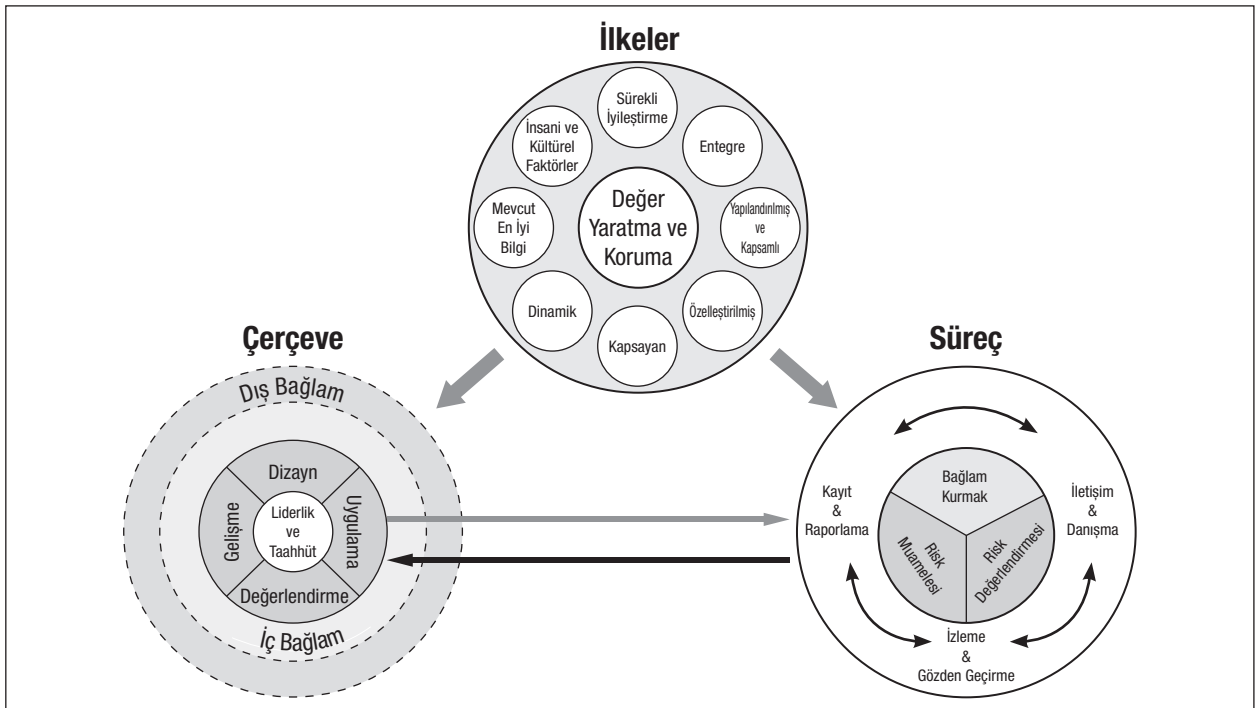 İlkeler
Sürekli
İyileştirme
Entegre
Yapılandırılmış
ve
Kapsamlı
Özelleştirilmiş
Kapsayan
Dinamik
Mevcut
En İyi
Bilgi
İnsani ve
Kültürel
Faktörler
Değer
Yaratma ve
Koruma
Çerçeve
Dış Bağlam
Dizayn
Uygulama
Değerlendirme
Gelişme
Liderlik
ve
Taahhüt
İç Bağlam
Süreç
Bağlam
Kurmak
Risk
Değerlendirmesi
Risk
Muamelesi
Kayıt
&
Raporlama
İletişim
&
Danışma
İzleme
&
Gözden Geçirme